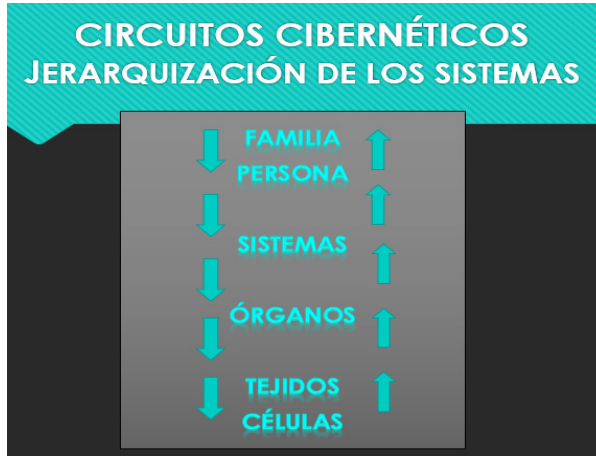 CIRCUITOS CIBERNÉTICOS
JERARQUIZACIÓN DE LOS SISTEMAS
FAMILIA
PERSONA
SISTEMAS
ÓRGANOS
TEJIDOS
CÉLULAS